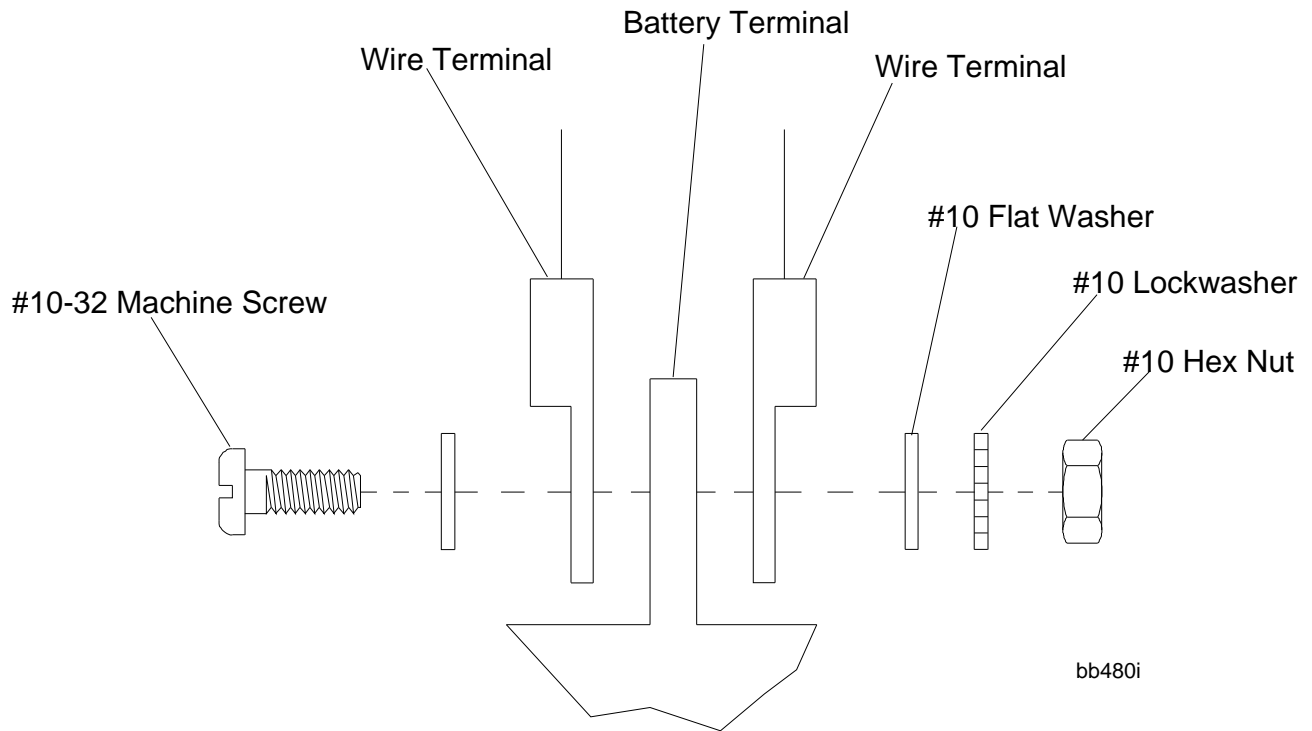 Battery Terminal
Wire Terminal
Wire Terminal
#10 Flat Washer
#10 Lockwasher
#10-32 Machine Screw
#10 Hex Nut
bb480i